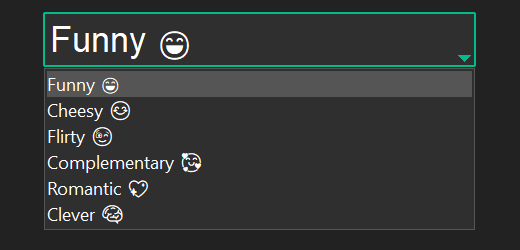 Funny 😄
Funny 😄
Cheesy 😊
Flirty 😉
Complementary 🥰
Romantic 💘
Clever 🧠